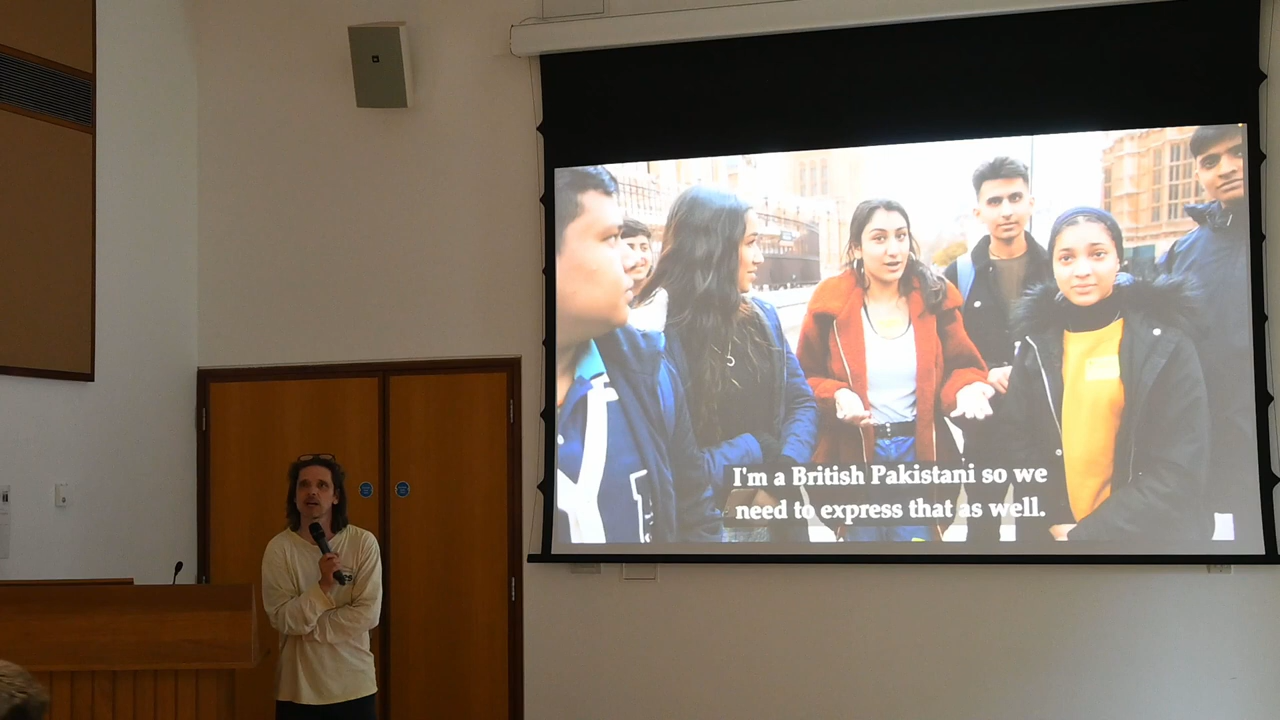 I'm a British Pakistani so we
need to express that as well.